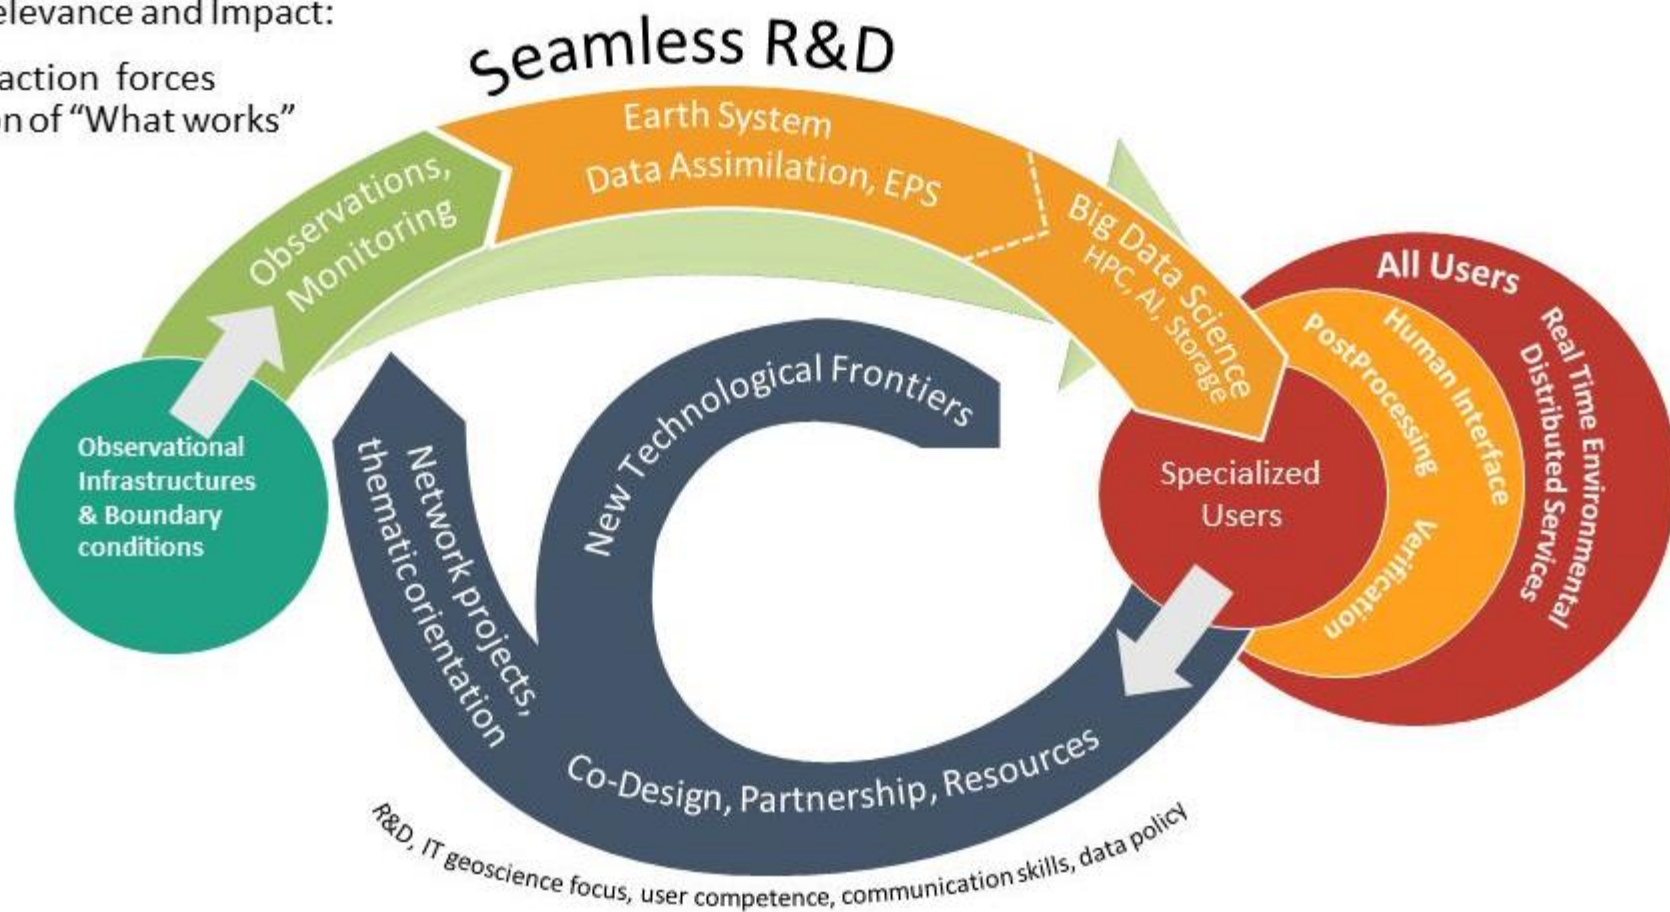 elevance and Impact:
action forces
n of “What works”
Seamless R&D
Observations,
Monitoring
Earth System
Data Assimilation, EPS
Big Data Science
HPC, AI, Storage
Observational
Infrastructures
& Boundary
conditions
New Technological Frontiers
Network projects,
thematic orientation
Co-Design, Partnership, Resources
R&D, IT geoscience focus, user competence, communication skills, data policy
Specialized
Users
PostProcessing
Verification
Human Interface
All Users
Real Time Environmental
Distributed Services